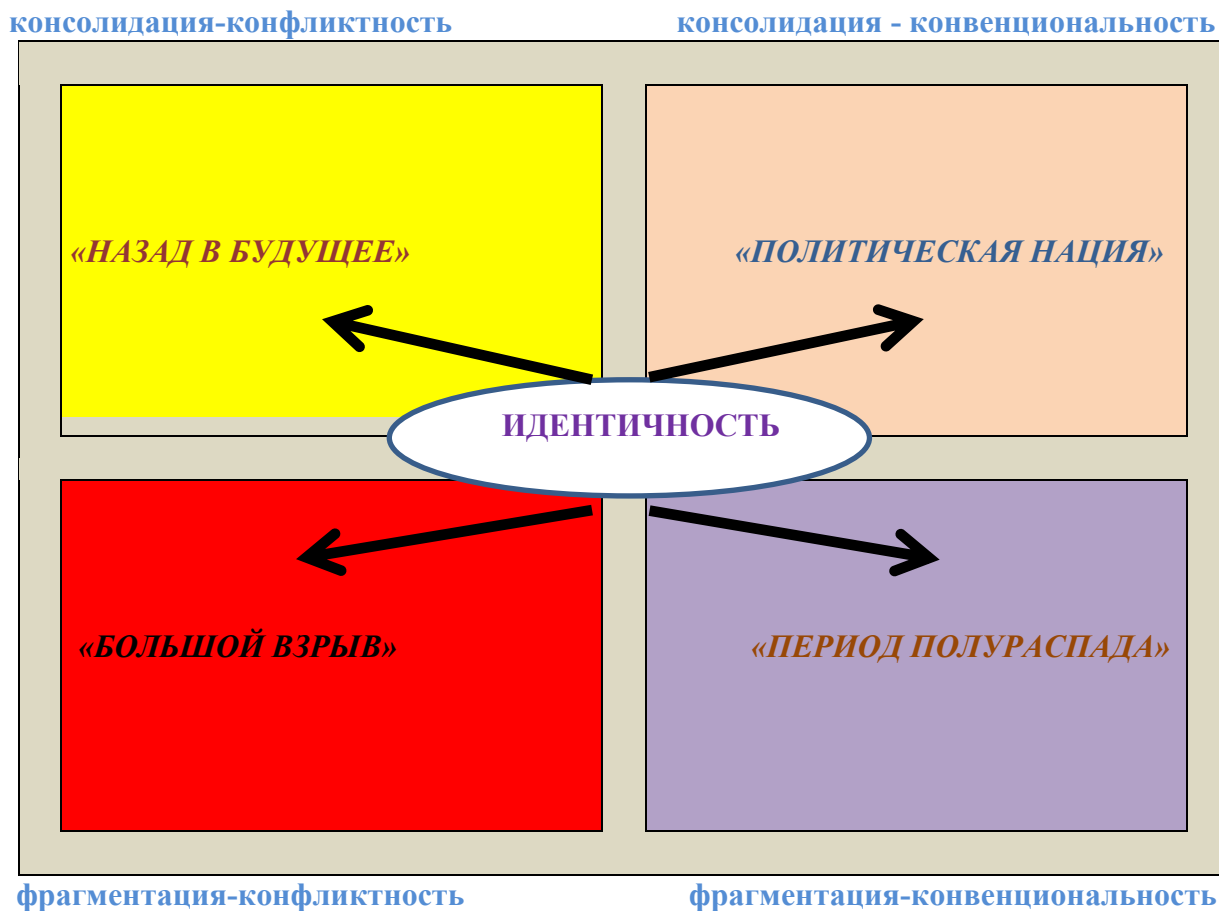 консолидация-конфликтность
консолидация - конвенциональность
«НАЗАД В БУДУЩЕЕ»
«ПОЛИТИЧЕСКАЯ НАЦИЯ»
ИДЕНТИЧНОСТЬ
«БОЛЬШОЙ ВЗРЫВ»
«ПЕРИОД ПОЛУРАСПАДА»
фрагментация-конфликтность
фрагментация-конвенциональность